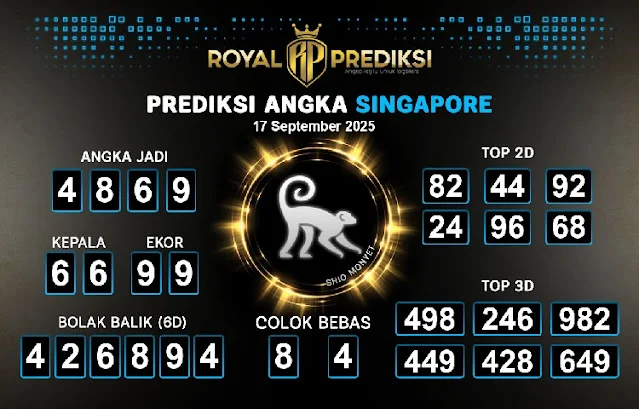 ROYAL RP PREDIKSI
PREDIKSI ANGKA SINGAPORE
17 September 2025
ANGKA JADI
4 8 6 9
KEPALA EKOR
6 6 9 9
BOLAK BALIK (6D)
4 2 6 8 9 4
SHIO MONYET
COLOK BEBAS
8 4
TOP 2D
82 44 92
24 96 68
TOP 3D
498 246 982
449 428 649